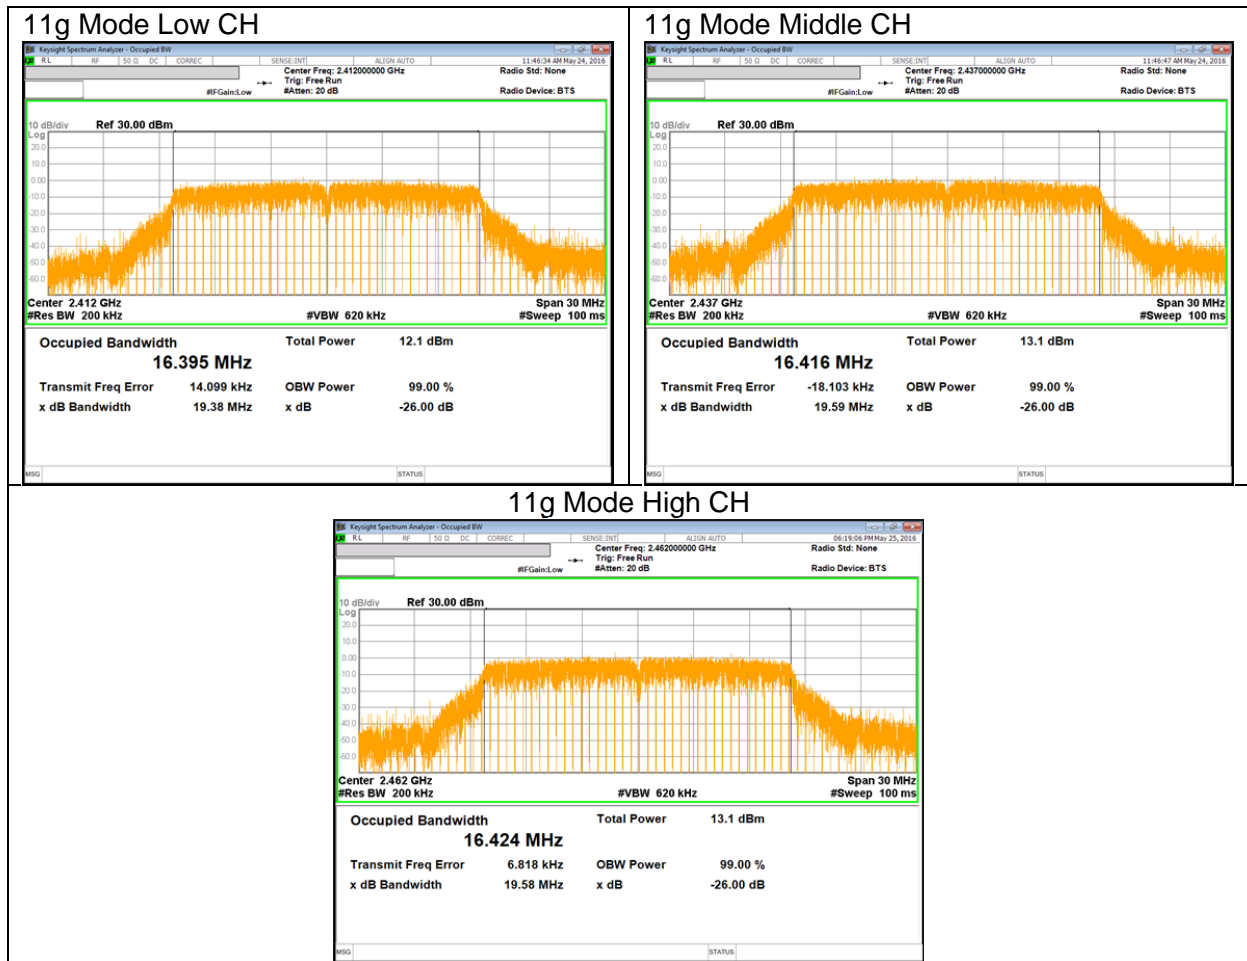 11g Mode Low CH
Keysight Spectrum Analyzer - Occupied BW
RL RF 50 Ω DC CORREC SENSE:INT ALIGN AUTO 11:46:34 AM May 24, 2016
Center Freq: 2.412000000 GHz Radio Std: None
Trig: Free Run
#IFGain:Low #Atten: 20 dB Radio Device: BTS
10 dB/div Ref 30.00 dBm
Log
20.0
10.0
0.00
-10.0
-20.0
-30.0
-40.0
-50.0
-60.0
Center 2.412 GHz Span 30 MHz
#Res BW 200 kHz #VBW 620 kHz #Sweep 100 ms
Occupied Bandwidth Total Power 12.1 dBm
16.395 MHz
Transmit Freq Error 14.099 kHz OBW Power 99.00 %
x dB Bandwidth 19.38 MHz x dB -26.00 dB
MSG STATUS
11g Mode Middle CH
Keysight Spectrum Analyzer - Occupied BW
RL RF 50 Ω DC CORREC SENSE:INT ALIGN AUTO 11:46:47 AM May 24, 2016
Center Freq: 2.437000000 GHz Radio Std: None
Trig: Free Run
#IFGain:Low #Atten: 20 dB Radio Device: BTS
10 dB/div Ref 30.00 dBm
Log
20.0
10.0
0.00
-10.0
-20.0
-30.0
-40.0
-50.0
-60.0
Center 2.437 GHz Span 30 MHz
#Res BW 200 kHz #VBW 620 kHz #Sweep 100 ms
Occupied Bandwidth Total Power 13.1 dBm
16.416 MHz
Transmit Freq Error -18.103 kHz OBW Power 99.00 %
x dB Bandwidth 19.59 MHz x dB -26.00 dB
MSG STATUS
11g Mode High CH
Keysight Spectrum Analyzer - Occupied BW
RL RF 50 Ω DC CORREC SENSE:INT ALIGN AUTO 06:19:06 PM May 25, 2016
Center Freq: 2.462000000 GHz Radio Std: None
Trig: Free Run
#IFGain:Low #Atten: 20 dB Radio Device: BTS
10 dB/div Ref 30.00 dBm
Log
20.0
10.0
0.00
-10.0
-20.0
-30.0
-40.0
-50.0
-60.0
Center 2.462 GHz Span 30 MHz
#Res BW 200 kHz #VBW 620 kHz #Sweep 100 ms
Occupied Bandwidth Total Power 13.1 dBm
16.424 MHz
Transmit Freq Error 6.818 kHz OBW Power 99.00 %
x dB Bandwidth 19.58 MHz x dB -26.00 dB
MSG STATUS